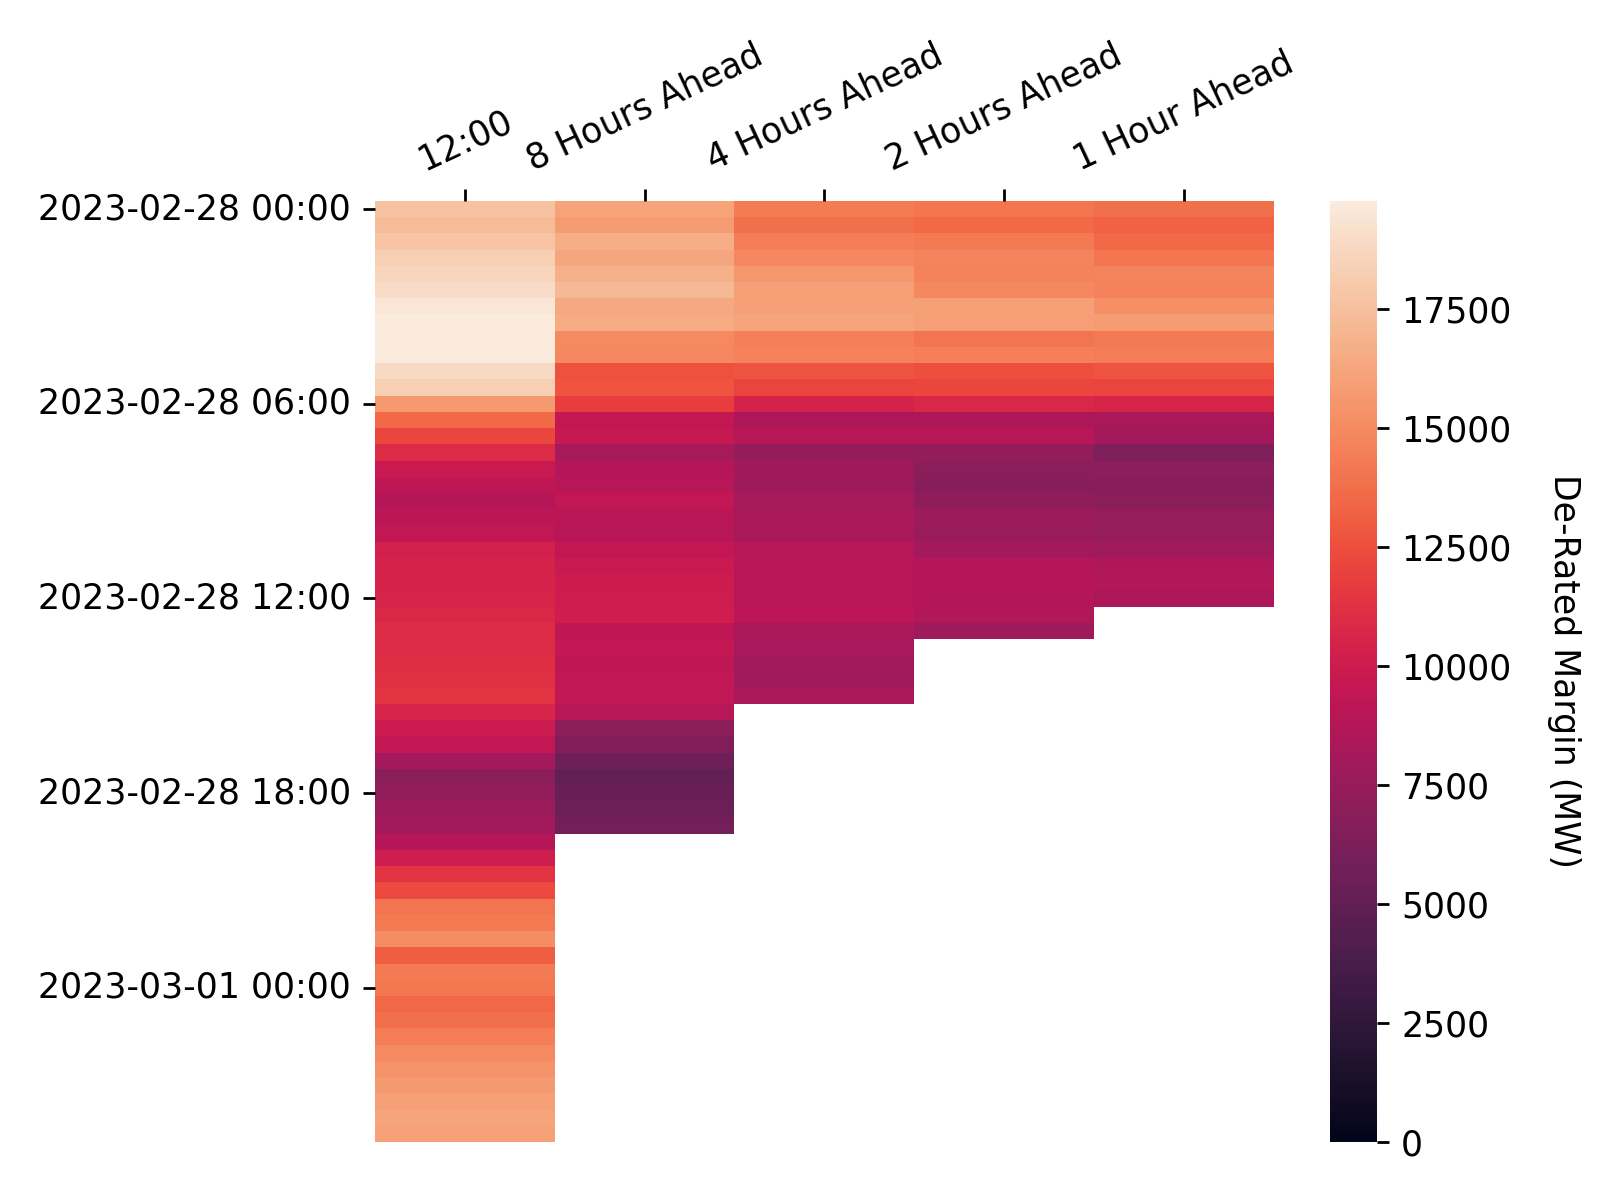 12:00
8 Hours Ahead
4 Hours Ahead
2 Hours Ahead
1 Hour Ahead
2023-02-28 00:00
2023-02-28 06:00
2023-02-28 12:00
2023-02-28 18:00
2023-03-01 00:00
17500
15000
12500
10000
7500
5000
2500
0
De-Rated Margin (MW)